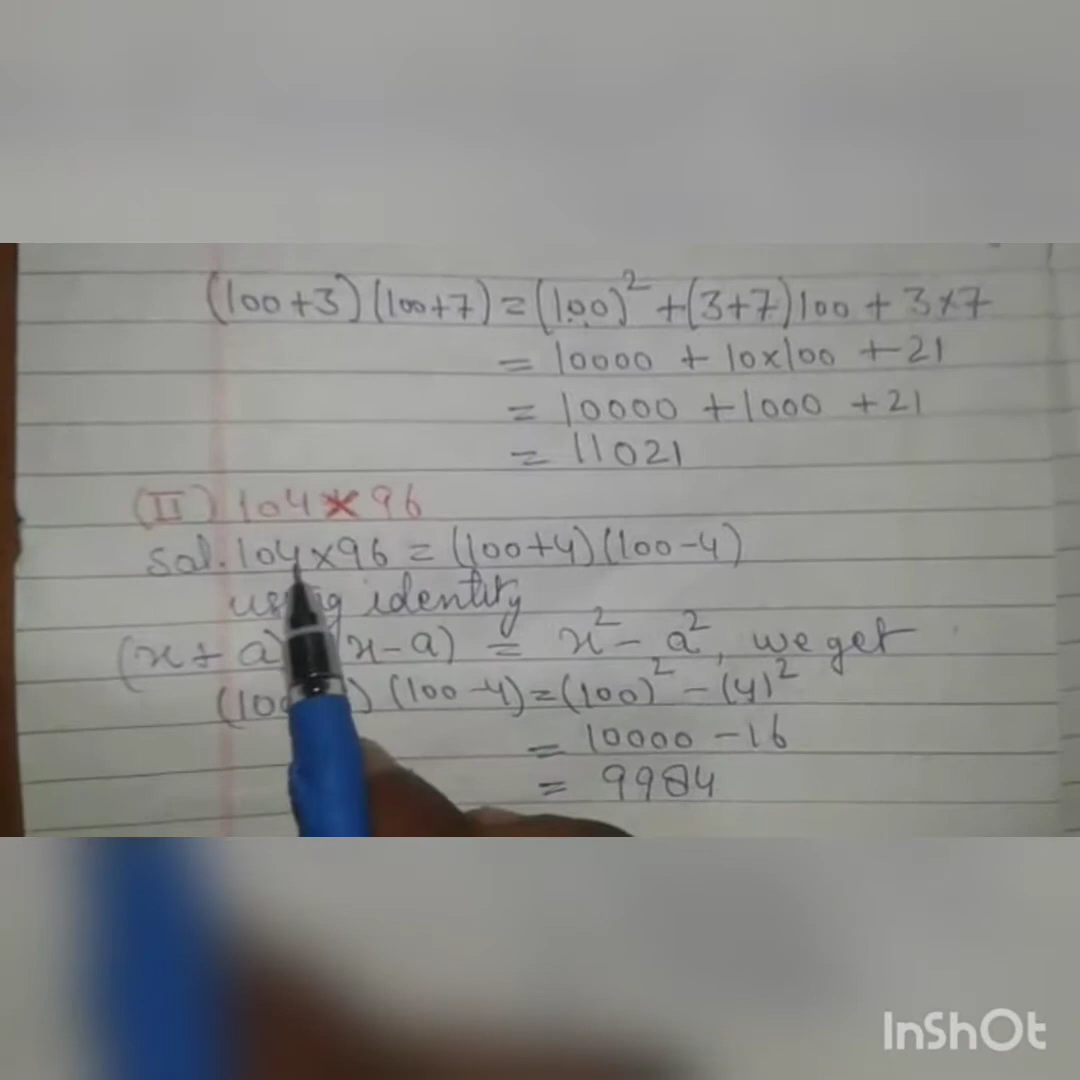 (100+3)(100+7)=(100)²+(3+7)100+3×7
= 10000 + 10×100 + 21
= 10000 + 1000 + 21
= 11021
(II) 104×96
sol. 104×96 = (100+4)(100-4)
using identity
(x+a)(x-a) = x² - a², we get
(100 ) (100-4)=(100)² - (4)²
= 10000 - 16
= 9984
InShOt